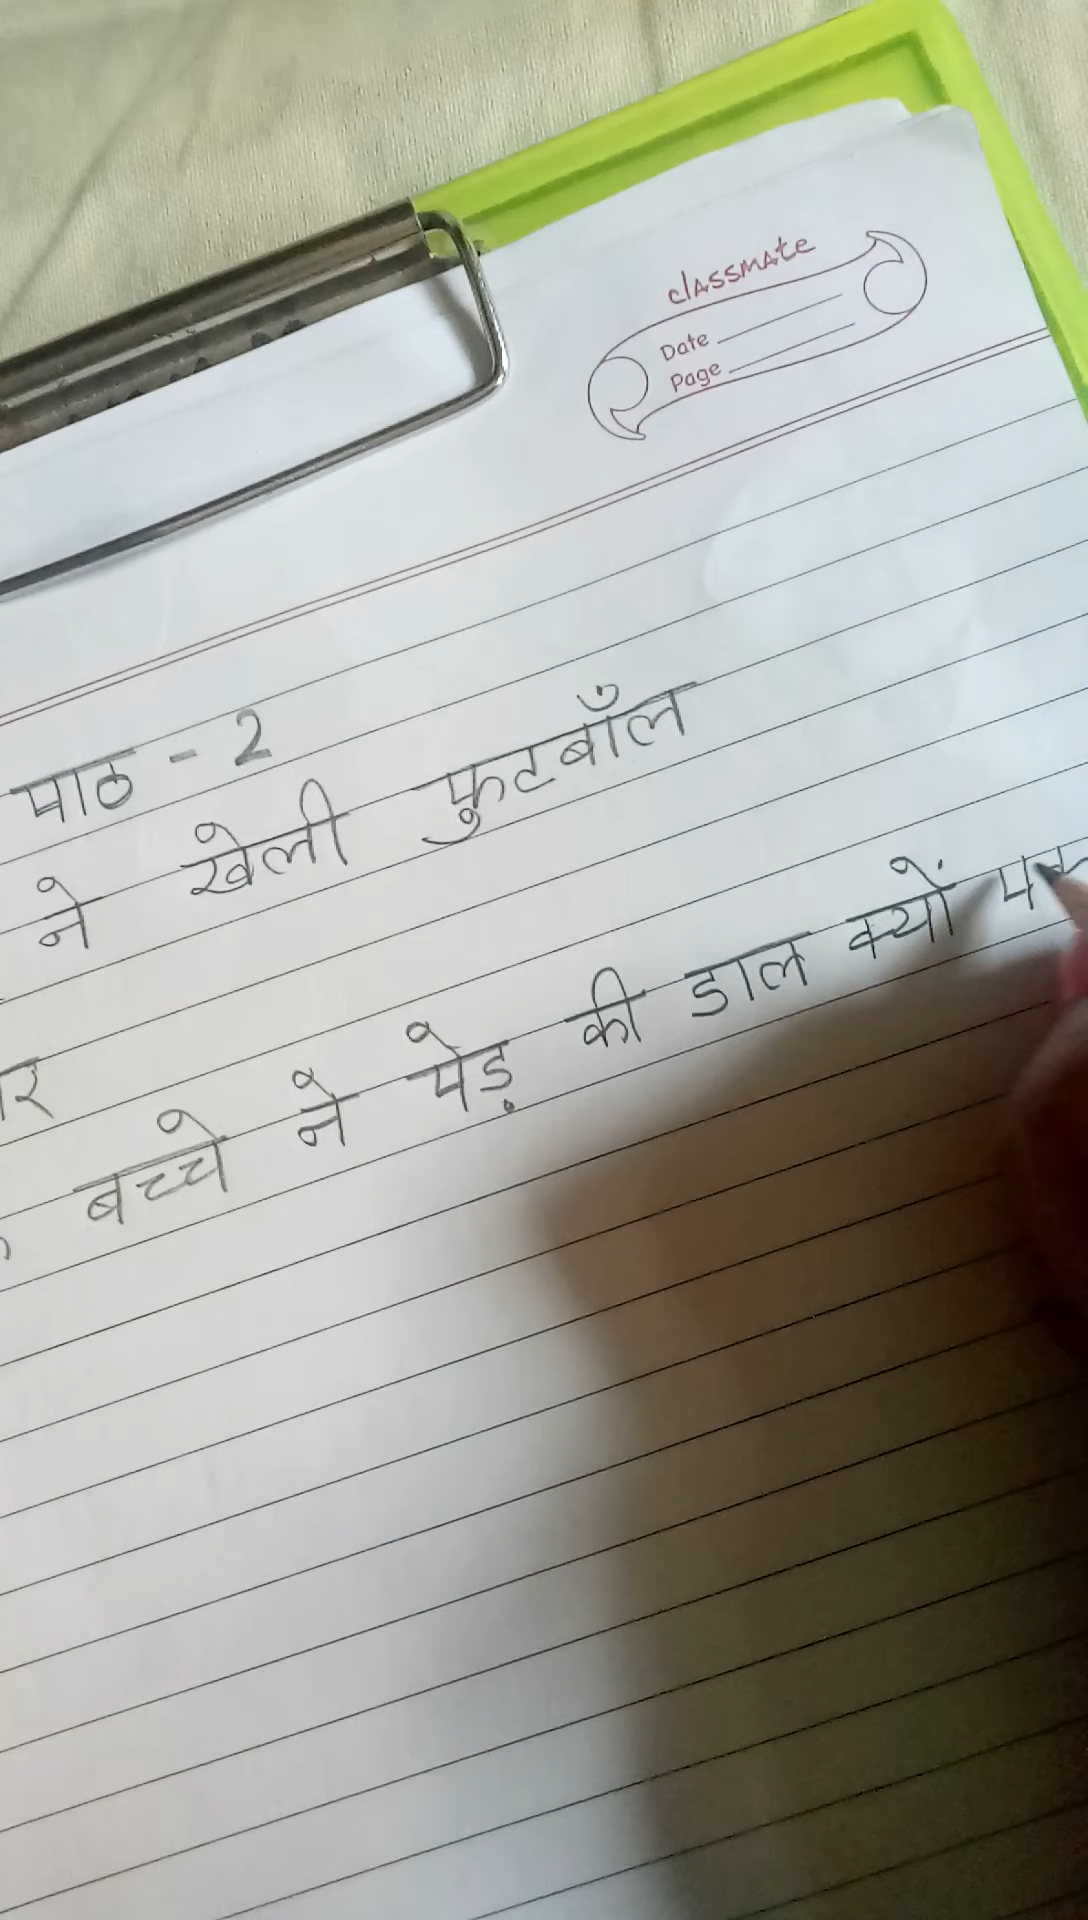 classmate
Date
Page
पाठ - 2
ने खेली फुटबॉल
बच्चे ने पेड़ की डाल क्यों